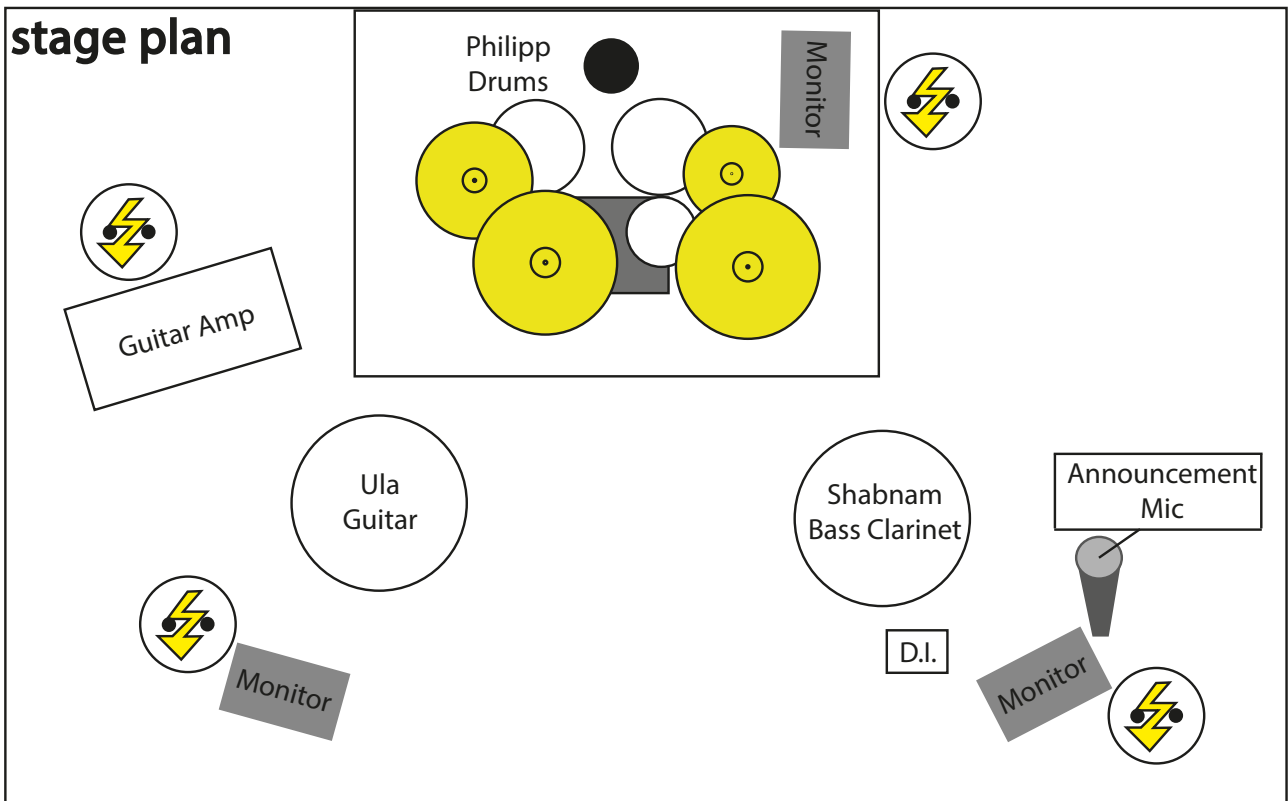 stage plan
Philipp
Drums
Monitor
Guitar Amp
Ula
Guitar
Shabnam
Bass Clarinet
Announcement
Mic
D.I.
Monitor
Monitor